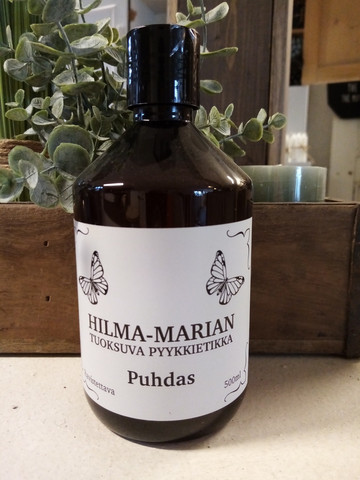 HILMA-MARIAN
TUOKSUVA PYYKKIETIKKA
Puhdas
500ml